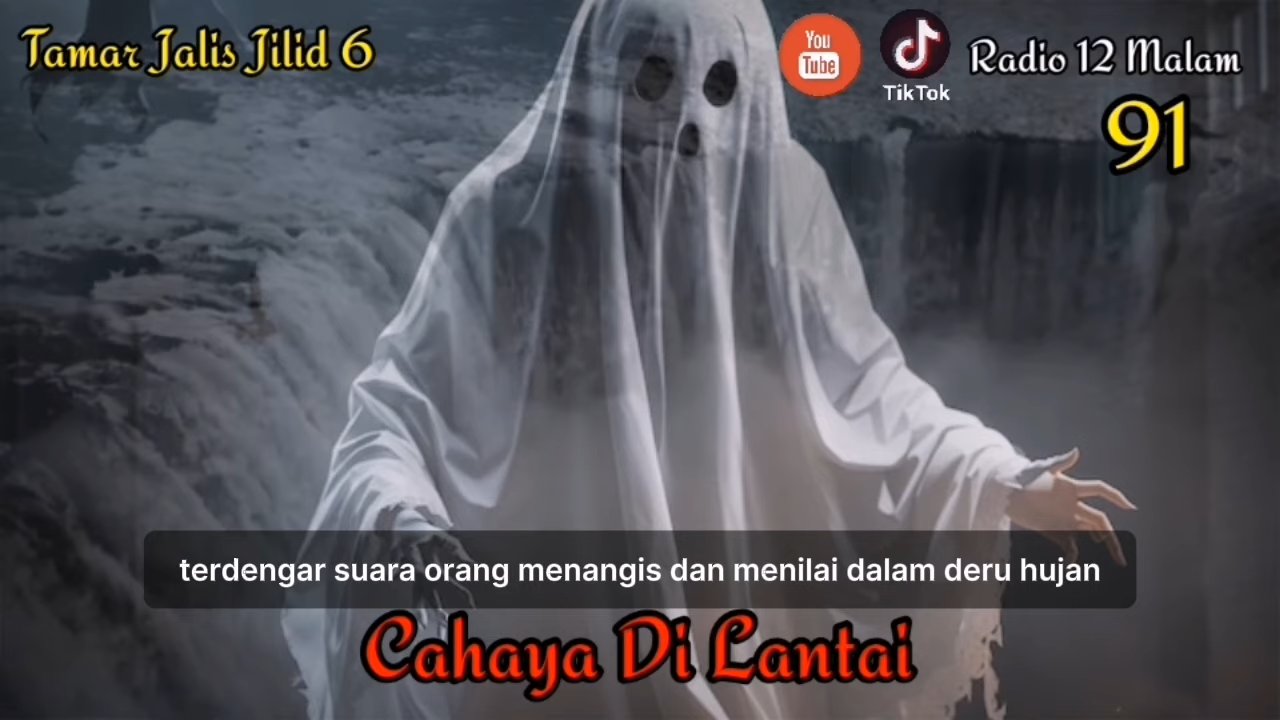 Tamar Jalis Jilid 6
You
Tube
TikTok
Radio 12 Malam
91
terdengar suara orang menangis dan menilai dalam deru hujan
Cahaya Di Lantai